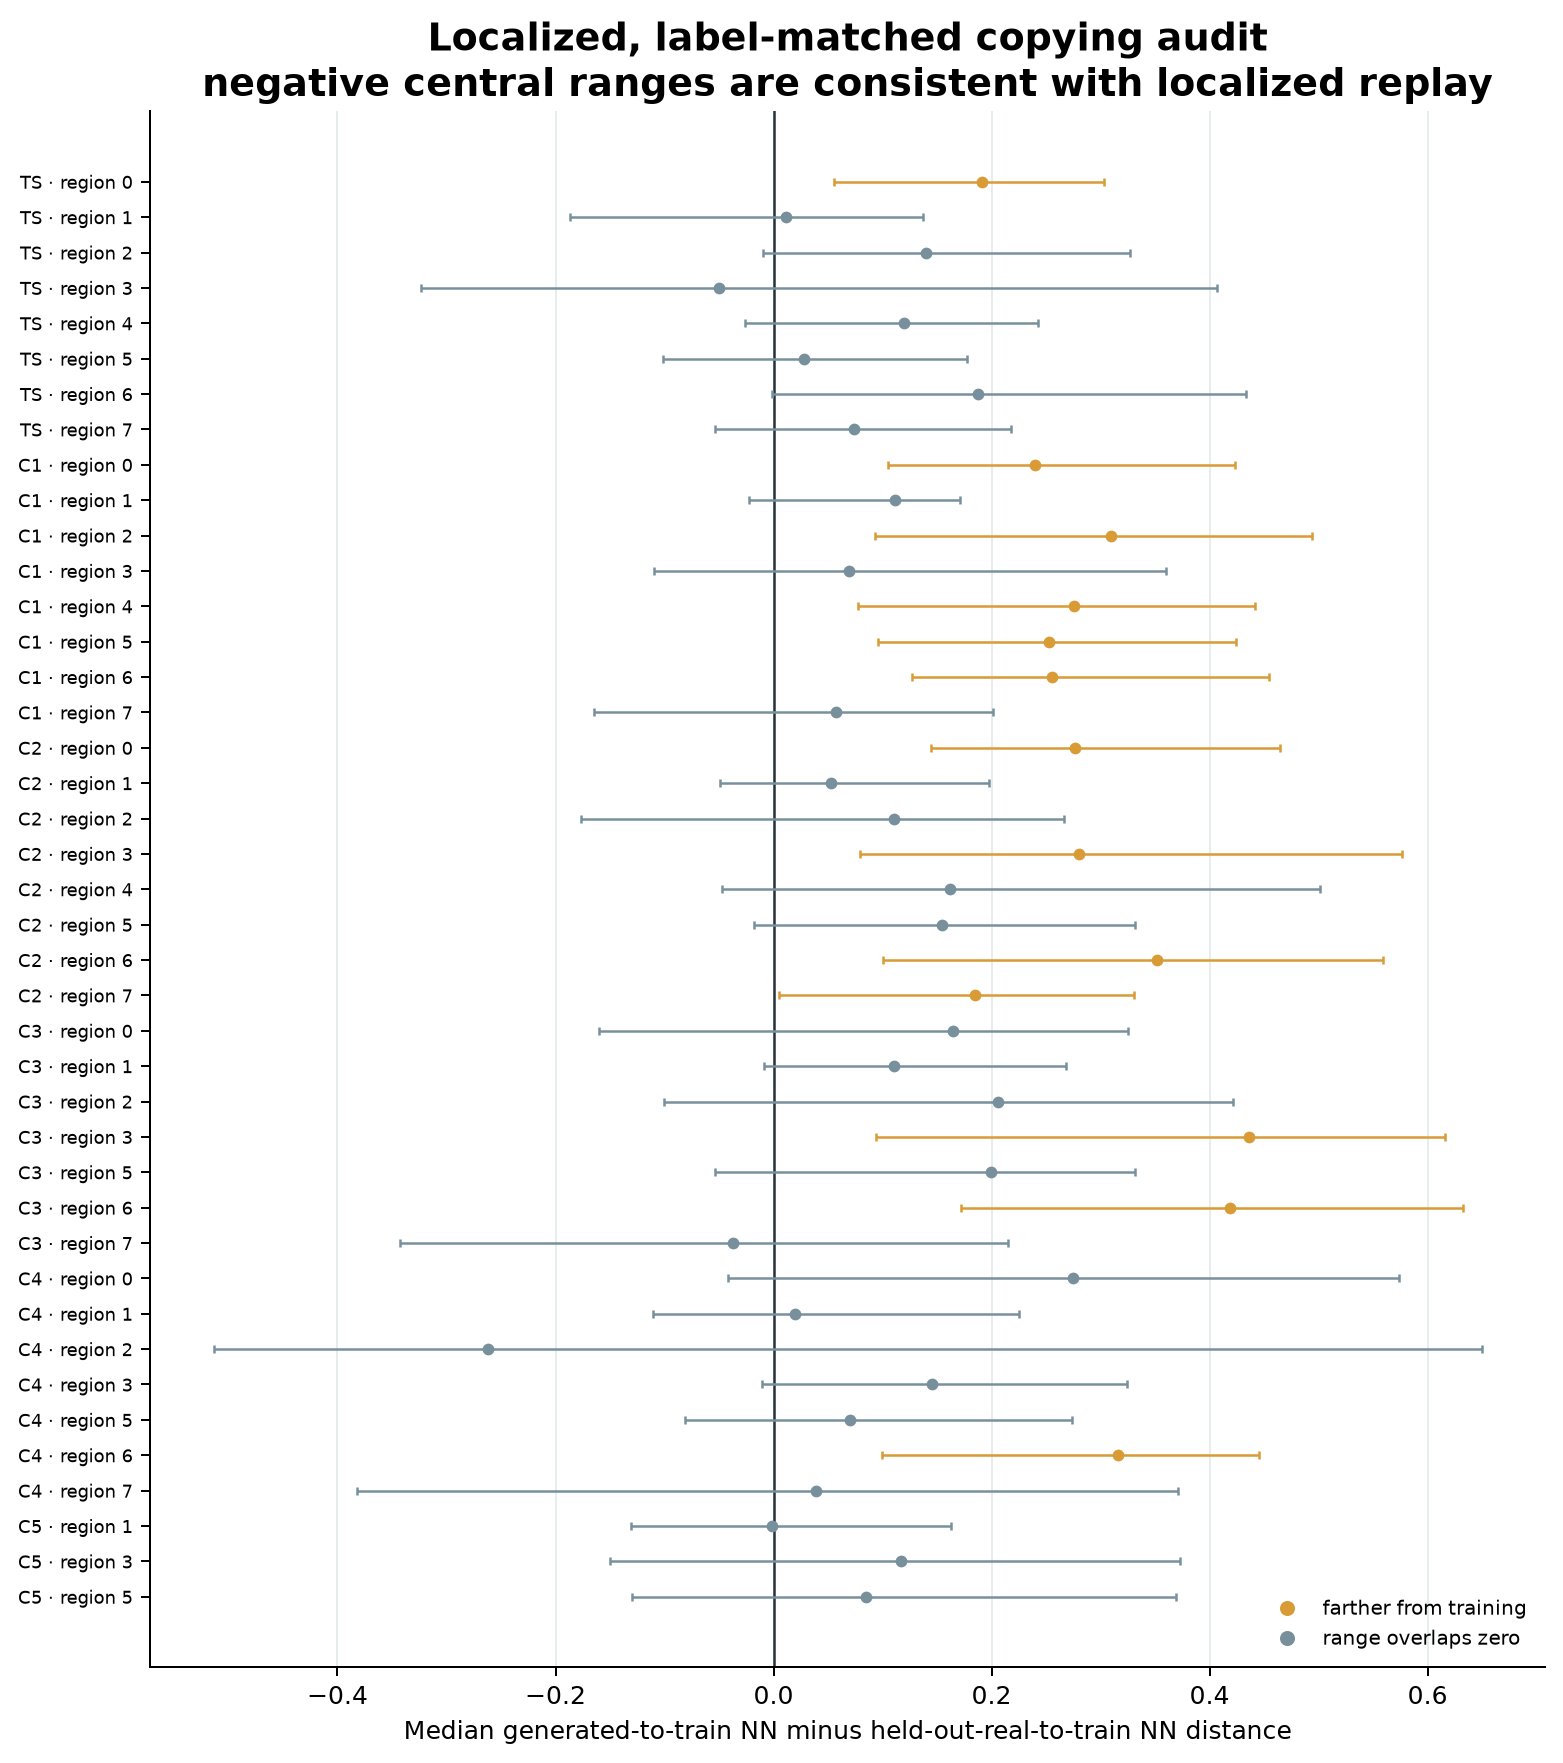 Localized, label-matched copying audit
negative central ranges are consistent with localized replay
TS · region 0
TS · region 1
TS · region 2
TS · region 3
TS · region 4
TS · region 5
TS · region 6
TS · region 7
C1 · region 0
C1 · region 1
C1 · region 2
C1 · region 3
C1 · region 4
C1 · region 5
C1 · region 6
C1 · region 7
C2 · region 0
C2 · region 1
C2 · region 2
C2 · region 3
C2 · region 4
C2 · region 5
C2 · region 6
C2 · region 7
C3 · region 0
C3 · region 1
C3 · region 2
C3 · region 3
C3 · region 5
C3 · region 6
C3 · region 7
C4 · region 0
C4 · region 1
C4 · region 2
C4 · region 3
C4 · region 5
C4 · region 6
C4 · region 7
C5 · region 1
C5 · region 3
C5 · region 5
farther from training
range overlaps zero
−0.4 −0.2 0.0 0.2 0.4 0.6
Median generated-to-train NN minus held-out-real-to-train NN distance